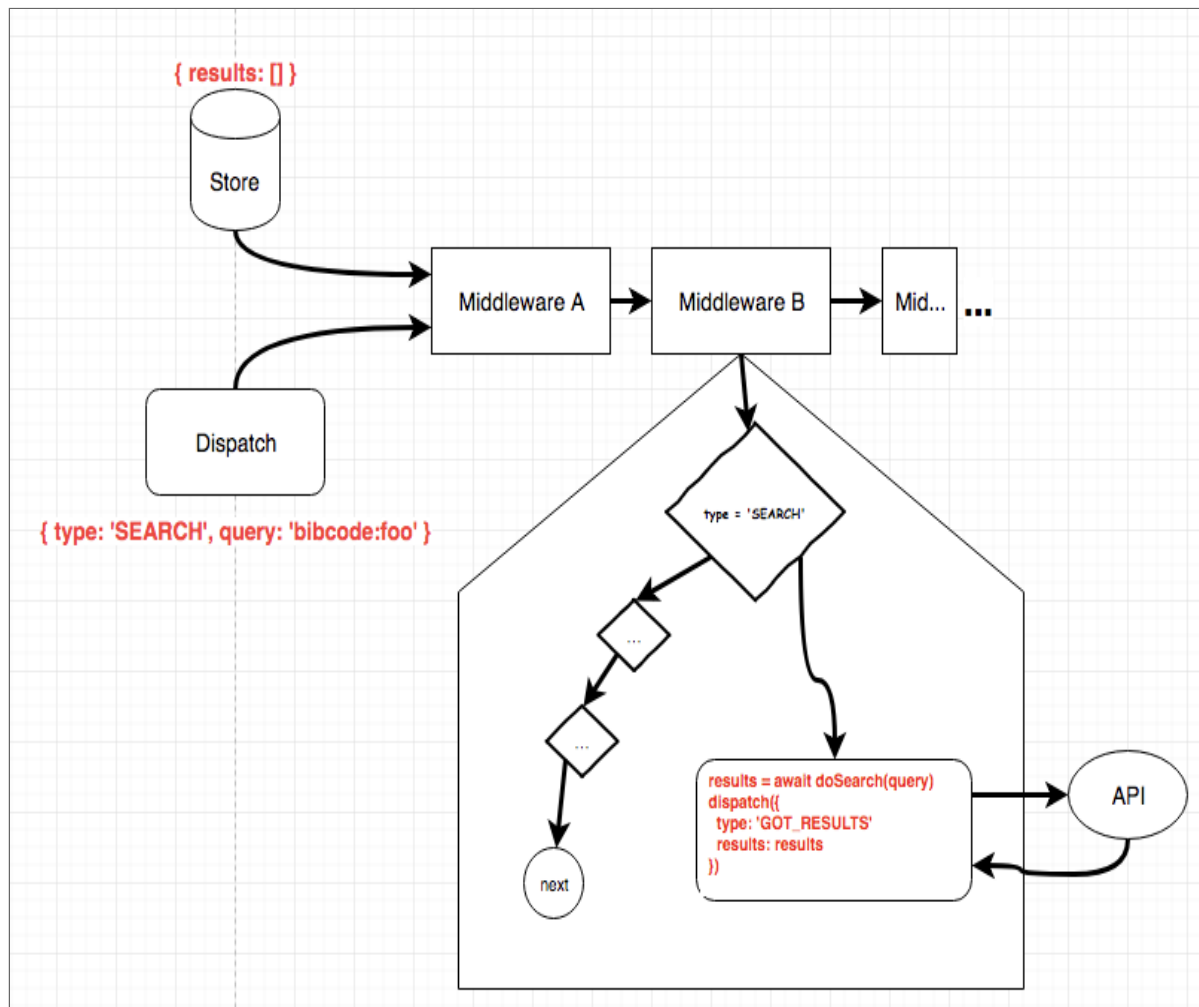 { results: [] }
Store
Middleware A
Middleware B
Mid...
...
Dispatch
{ type: 'SEARCH', query: 'bibcode:foo' }
type = 'SEARCH'
...
...
results = await doSearch(query)
dispatch({
type: 'GOT_RESULTS'
results: results
})
API
next